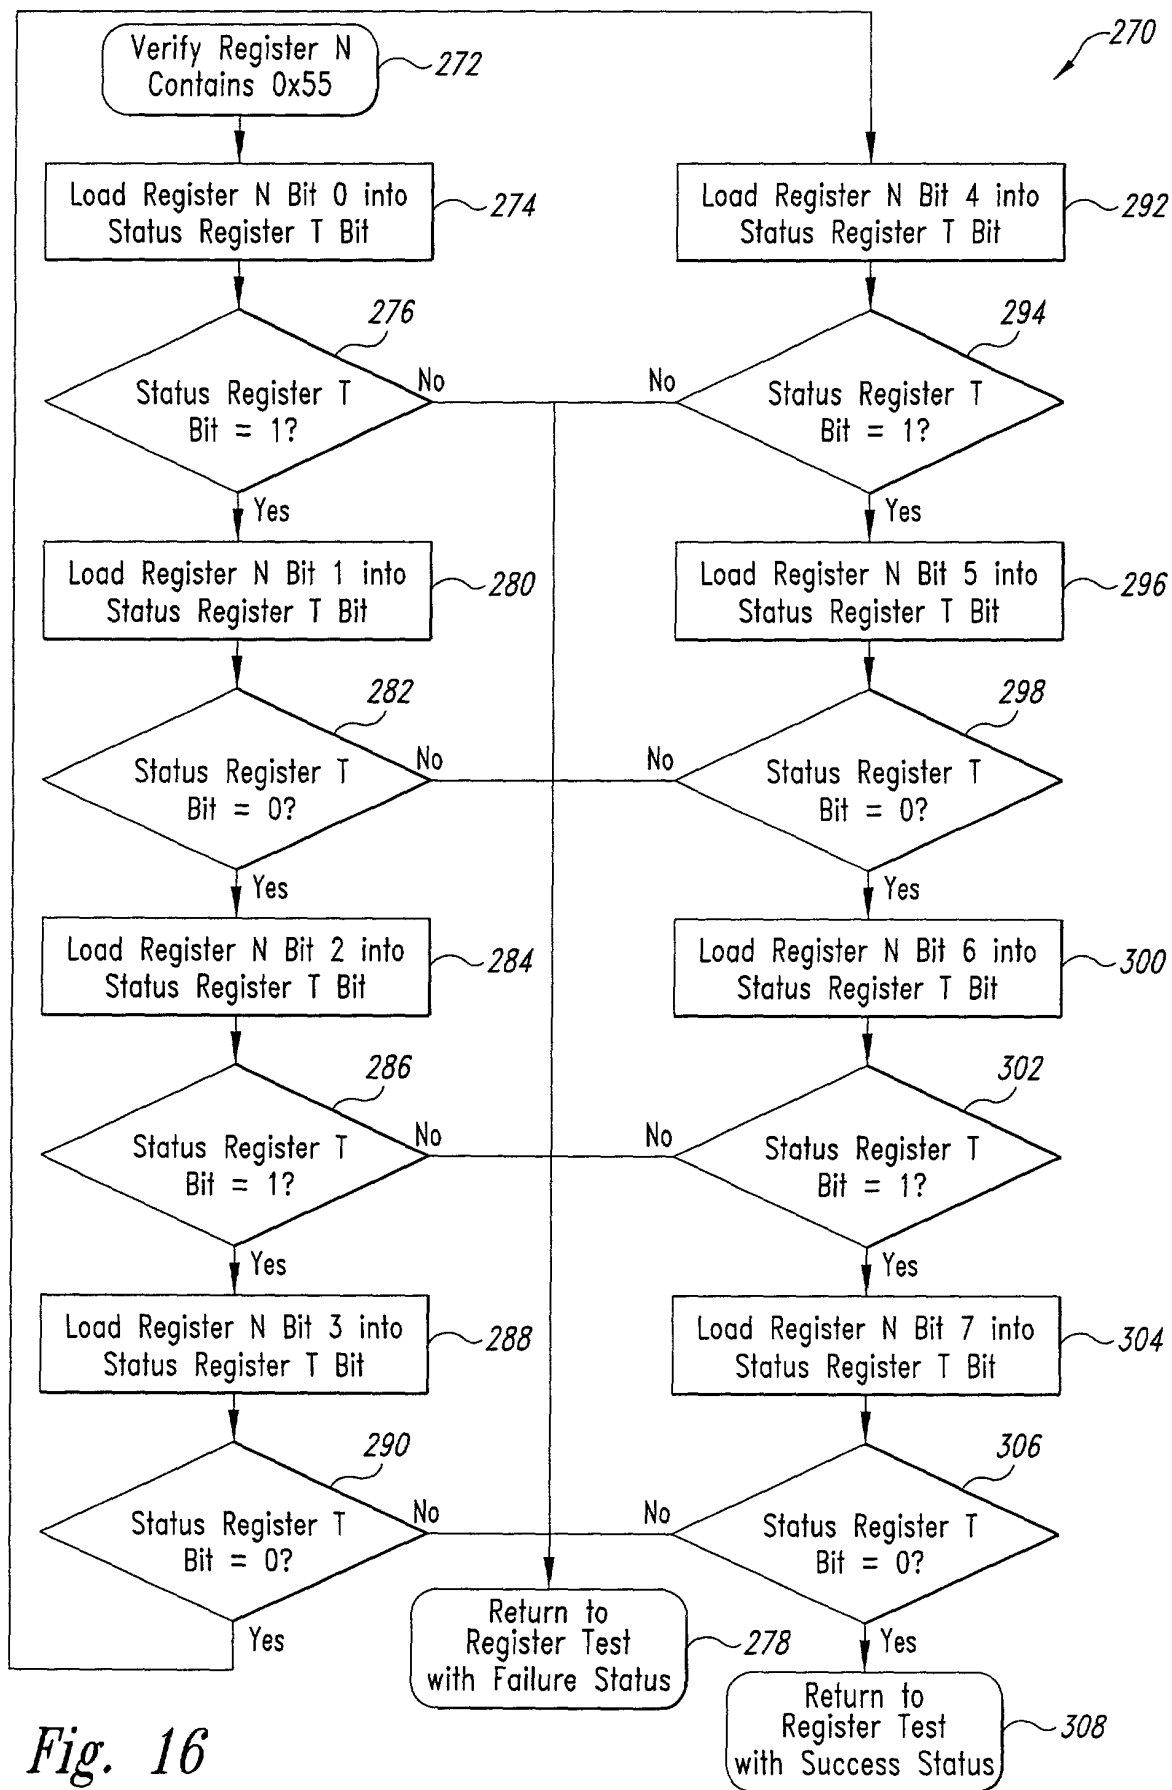 270
Verify Register N
Contains 0x55
272
Load Register N Bit 0 into
Status Register T Bit
274
Status Register T
Bit = 1?
276
No
Yes
Load Register N Bit 1 into
Status Register T Bit
280
Status Register T
Bit = 0?
282
No
Yes
Load Register N Bit 2 into
Status Register T Bit
284
Status Register T
Bit = 1?
286
No
Yes
Load Register N Bit 3 into
Status Register T Bit
288
Status Register T
Bit = 0?
290
No
Yes
Load Register N Bit 4 into
Status Register T Bit
292
Status Register T
Bit = 1?
294
No
Yes
Load Register N Bit 5 into
Status Register T Bit
296
Status Register T
Bit = 0?
298
No
Yes
Load Register N Bit 6 into
Status Register T Bit
300
Status Register T
Bit = 1?
302
No
Yes
Load Register N Bit 7 into
Status Register T Bit
304
Status Register T
Bit = 0?
306
No
Yes
Return to
Register Test
with Failure Status
278
Return to
Register Test
with Success Status
308
Fig. 16